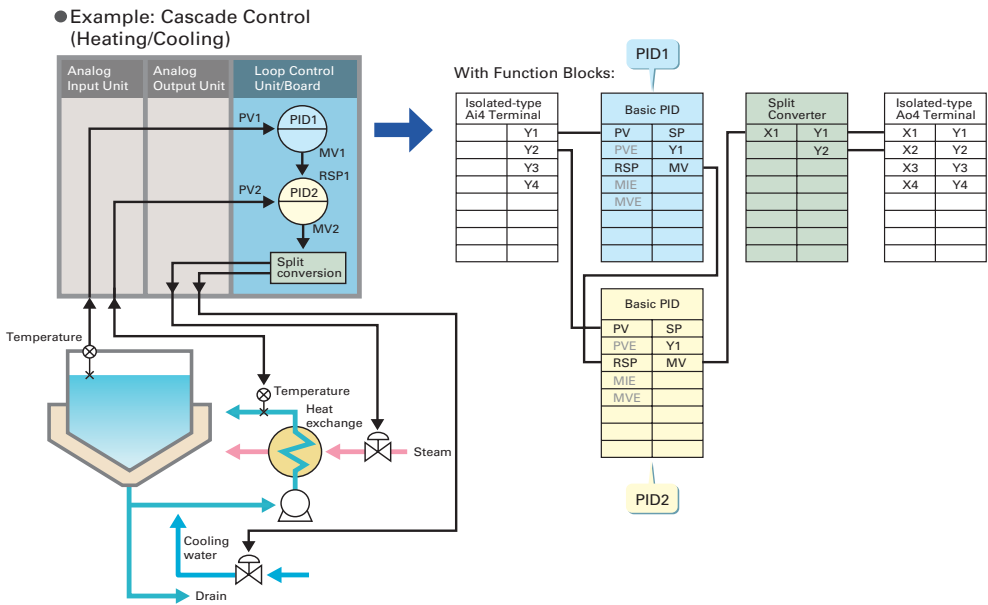 ●Example: Cascade Control
(Heating/Cooling)
Analog
Input Unit
Analog
Output Unit
Loop Control
Unit/Board
PV1
PID1
MV1
RSP1
PV2
PID2
MV2
Split
conversion
Temperature
Temperature
Heat
exchange
Steam
Cooling
water
Drain
With Function Blocks:
PID1
Isolated-type
Ai4 Terminal
Y1
Y2
Y3
Y4
Basic PID
PV SP
PVE Y1
RSP MV
MIE
MVE
Split
Converter
X1 Y1
Y2
Isolated-type
Ao4 Terminal
X1 Y1
X2 Y2
X3 Y3
X4 Y4
Basic PID
PV SP
PVE Y1
RSP MV
MIE
MVE
PID2